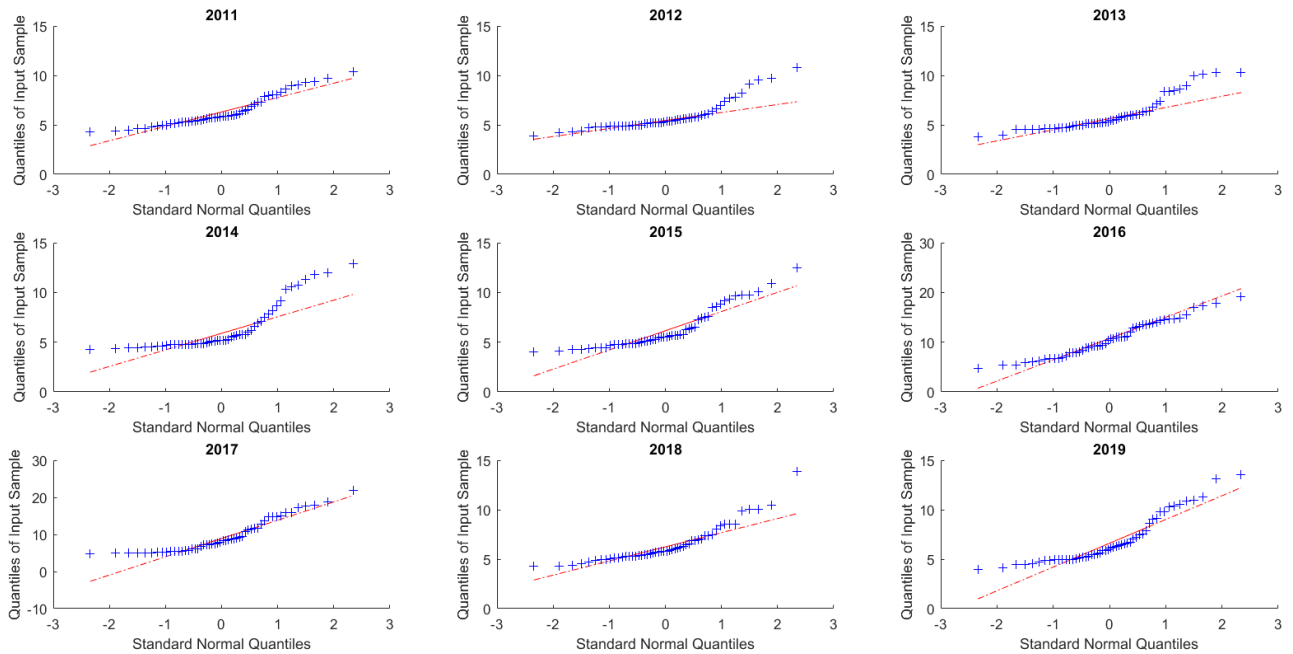 2011
Quantiles of Input Sample
15
10
5
0
-3 -2 -1 0 1 2 3
Standard Normal Quantiles
2012
Quantiles of Input Sample
15
10
5
0
-3 -2 -1 0 1 2 3
Standard Normal Quantiles
2013
Quantiles of Input Sample
15
10
5
0
-3 -2 -1 0 1 2 3
Standard Normal Quantiles
2014
Quantiles of Input Sample
15
10
5
0
-3 -2 -1 0 1 2 3
Standard Normal Quantiles
2015
Quantiles of Input Sample
15
10
5
0
-3 -2 -1 0 1 2 3
Standard Normal Quantiles
2016
Quantiles of Input Sample
30
20
10
0
-3 -2 -1 0 1 2 3
Standard Normal Quantiles
2017
Quantiles of Input Sample
30
20
10
0
-10
-3 -2 -1 0 1 2 3
Standard Normal Quantiles
2018
Quantiles of Input Sample
15
10
5
0
-3 -2 -1 0 1 2 3
Standard Normal Quantiles
2019
Quantiles of Input Sample
15
10
5
0
-3 -2 -1 0 1 2 3
Standard Normal Quantiles